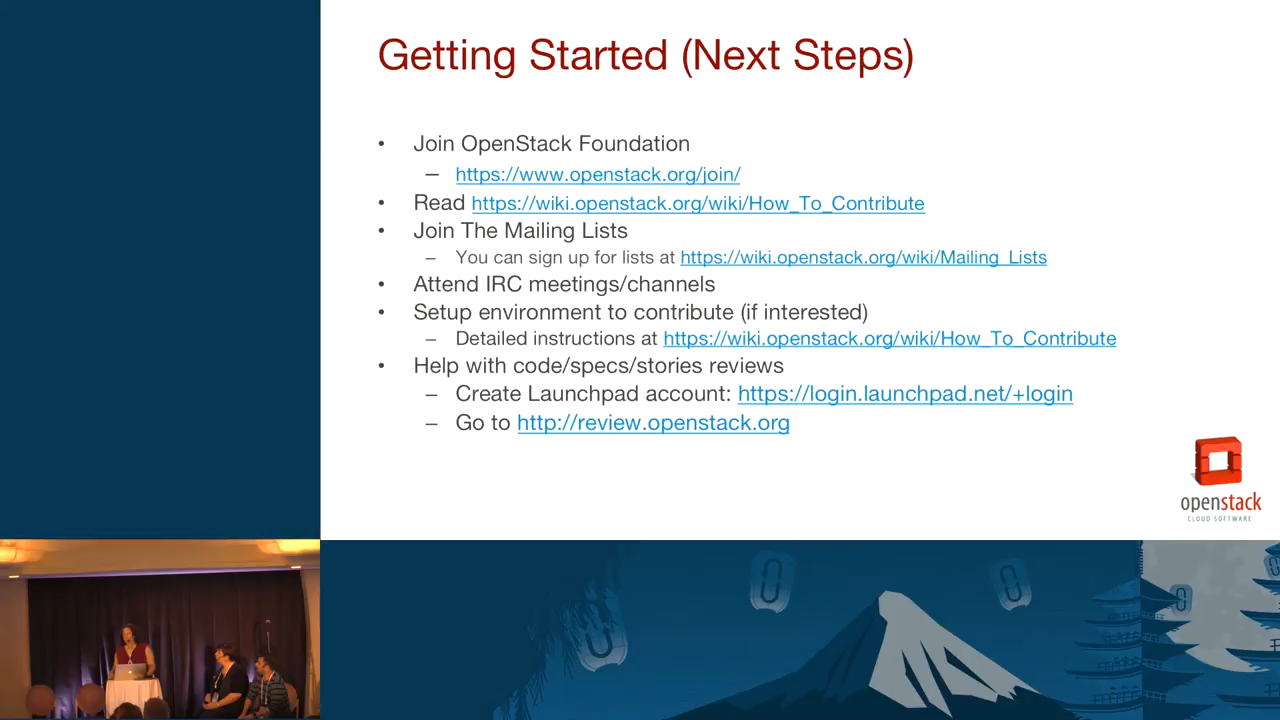 Getting Started (Next Steps)
• Join OpenStack Foundation
– https://www.openstack.org/join/
• Read https://wiki.openstack.org/wiki/How_To_Contribute
• Join The Mailing Lists
– You can sign up for lists at https://wiki.openstack.org/wiki/Mailing_Lists
• Attend IRC meetings/channels
• Setup environment to contribute (if interested)
– Detailed instructions at https://wiki.openstack.org/wiki/How_To_Contribute
• Help with code/specs/stories reviews
– Create Launchpad account: https://login.launchpad.net/+login
– Go to http://review.openstack.org
openstack
CLOUD SOFTWARE